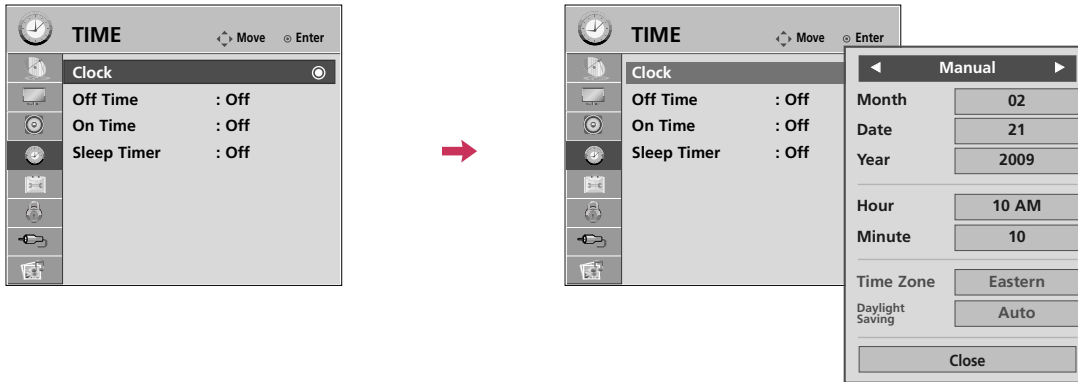 TIME
Move
Enter
Clock
Off Time : Off
On Time : Off
Sleep Timer : Off
TIME
Move
Enter
Clock
Off Time : Off
On Time : Off
Sleep Timer : Off
Manual
Month 02
Date 21
Year 2009
Hour 10 AM
Minute 10
Time Zone Eastern
Daylight
Saving Auto
Close